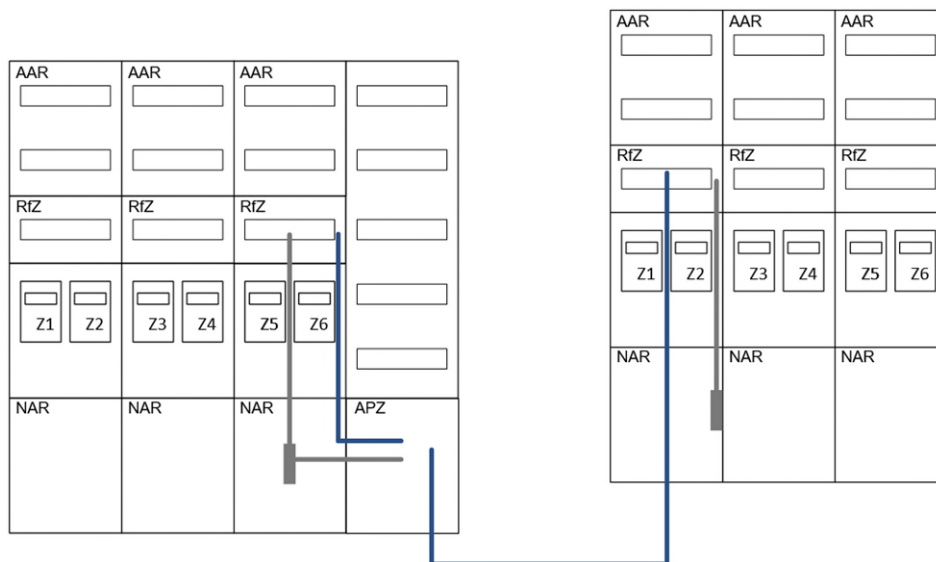 AAR AAR AAR
RfZ RfZ RfZ
Z1 Z2 Z3 Z4 Z5 Z6
NAR NAR NAR APZ
AAR AAR AAR
RfZ RfZ RfZ
Z1 Z2 Z3 Z4 Z5 Z6
NAR NAR NAR